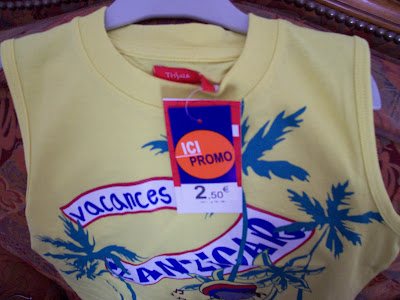 ICI
PROMO
2.50€
vacances